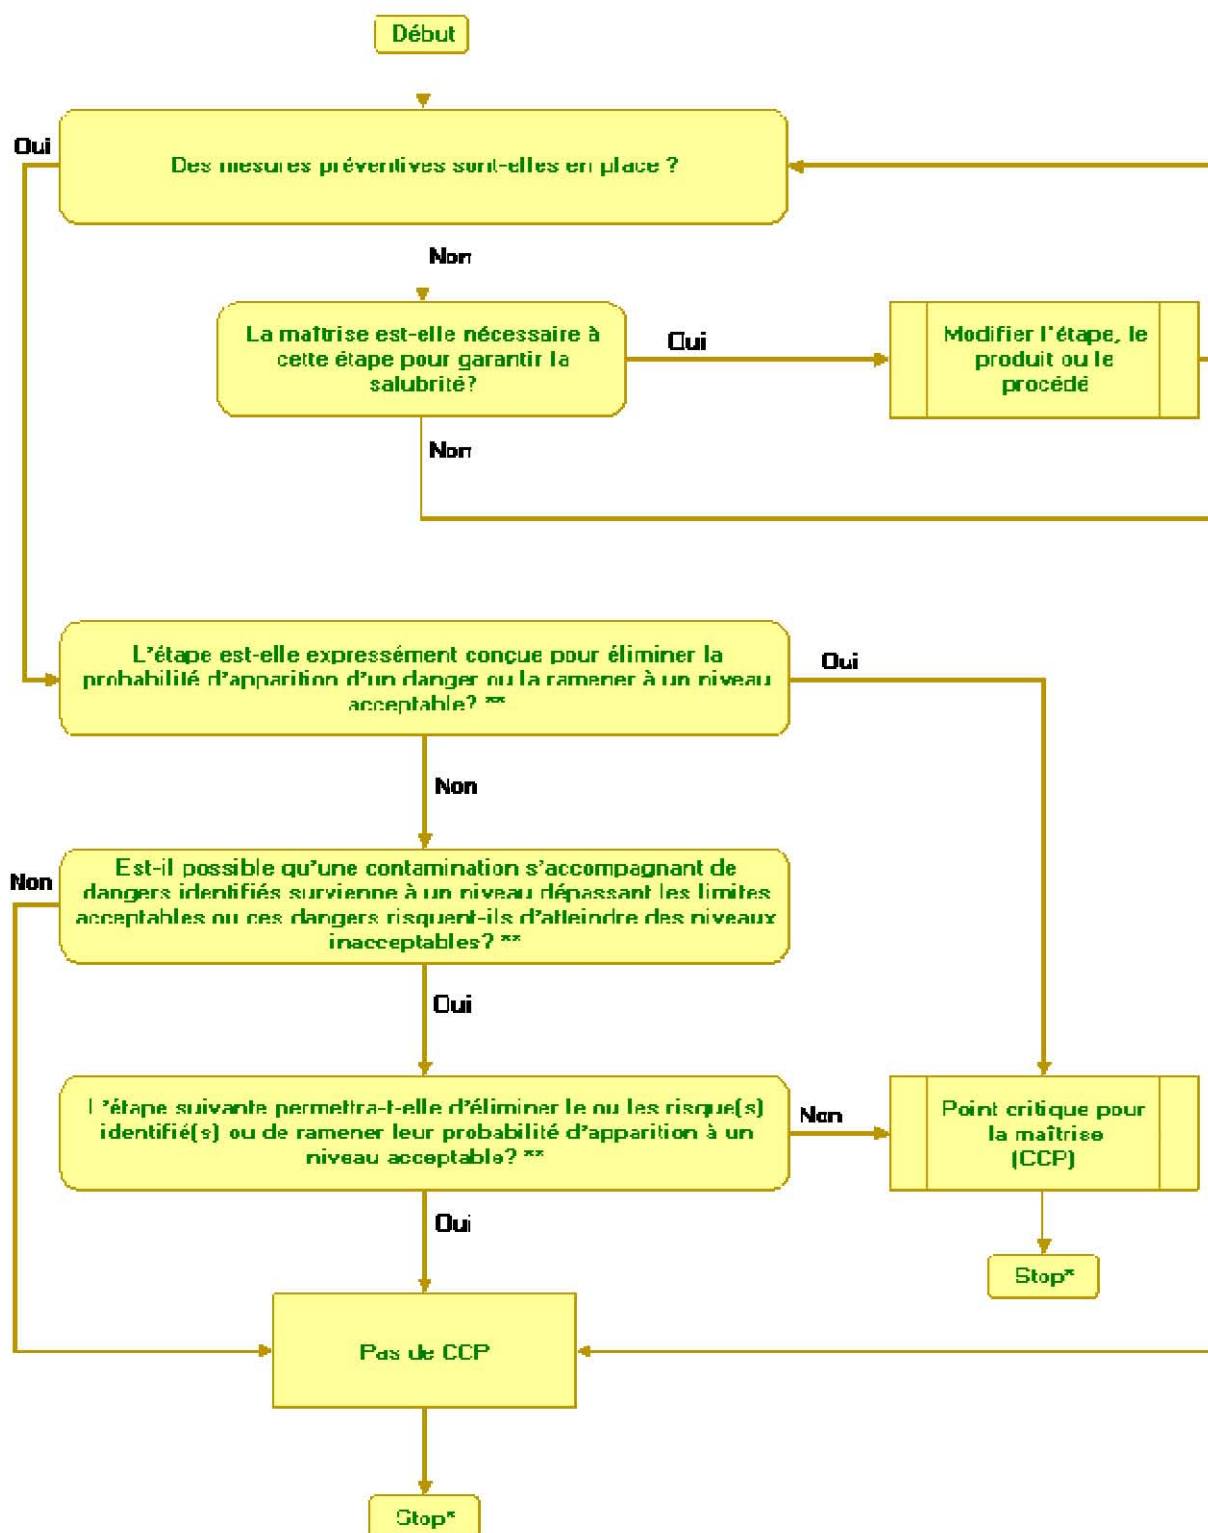 Début
Oui
Des mesures préventives sont-elles en place ?
Non
La maîtrise est-elle nécessaire à
cette étape pour garantir la
salubrité?
Oui
Modifier l'étape, le
produit ou le
procédé
Non
L'étape est-elle expressément conçue pour éliminer la
probabilité d'apparition d'un danger ou la ramener à un niveau
acceptable? **
Oui
Non
Non
Est-il possible qu'une contamination s'accompagnant de
dangers identifiés survienne à un niveau dépassant les limites
acceptables ou ces dangers risquent-ils d'atteindre des niveaux
inacceptables? **
Oui
L'étape suivante permettra-t-elle d'éliminer le ou les risque(s)
identifié(s) ou de ramener leur probabilité d'apparition à un
niveau acceptable? **
Non
Point critique pour
la maîtrise
(CCP)
Oui
Stop*
Pas de CCP
Stop*